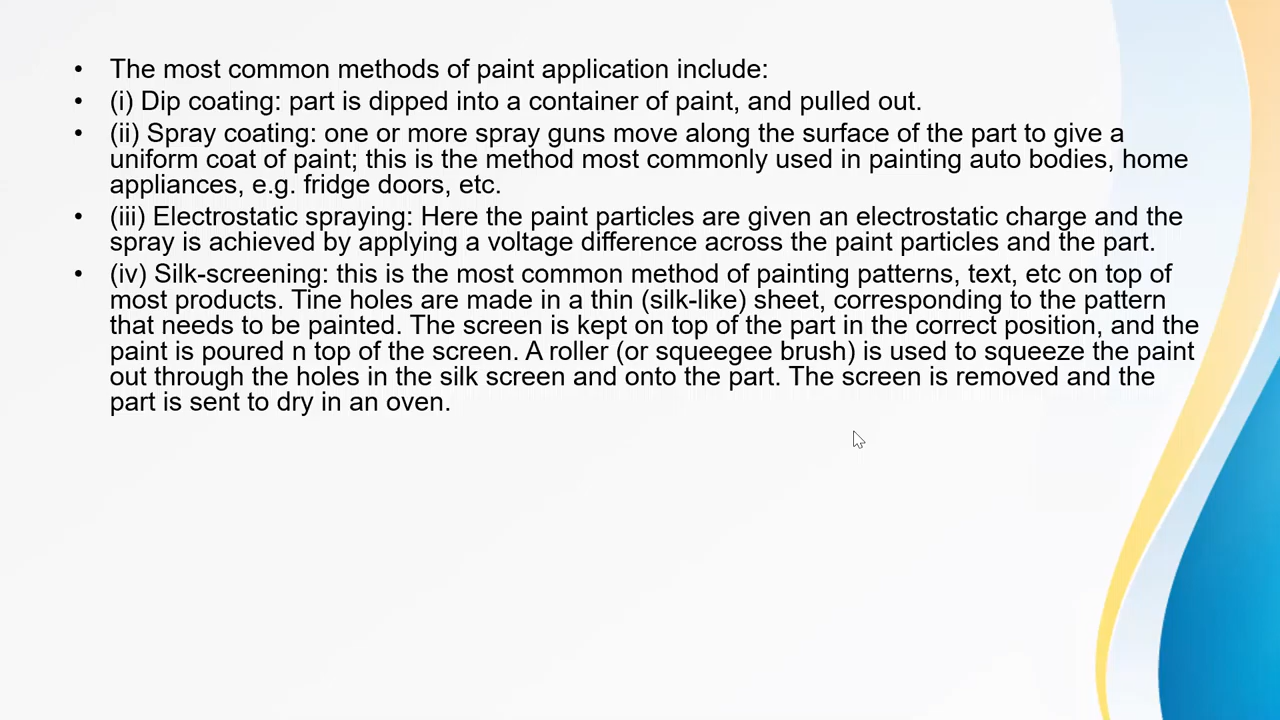 • The most common methods of paint application include:
• (i) Dip coating: part is dipped into a container of paint, and pulled out.
• (ii) Spray coating: one or more spray guns move along the surface of the part to give a
uniform coat of paint; this is the method most commonly used in painting auto bodies, home
appliances, e.g. fridge doors, etc.
• (iii) Electrostatic spraying: Here the paint particles are given an electrostatic charge and the
spray is achieved by applying a voltage difference across the paint particles and the part.
• (iv) Silk-screening: this is the most common method of painting patterns, text, etc on top of
most products. Tine holes are made in a thin (silk-like) sheet, corresponding to the pattern
that needs to be painted. The screen is kept on top of the part in the correct position, and the
paint is poured n top of the screen. A roller (or squeegee brush) is used to squeeze the paint
out through the holes in the silk screen and onto the part. The screen is removed and the
part is sent to dry in an oven.